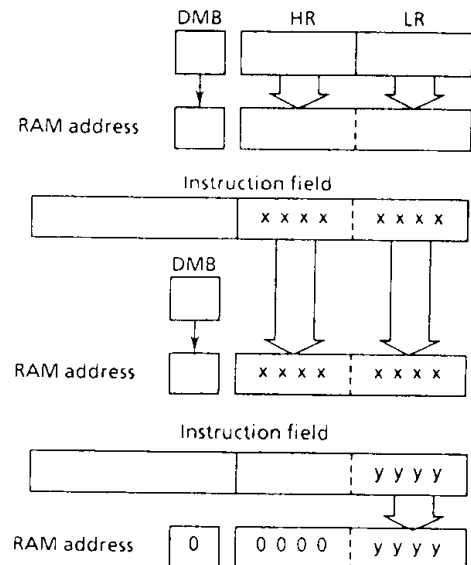 DMB HR LR
RAM address
Instruction field
x x x x x x x x
DMB
RAM address x x x x x x x x
Instruction field
y y y y
RAM address 0 0 0 0 0 y y y y